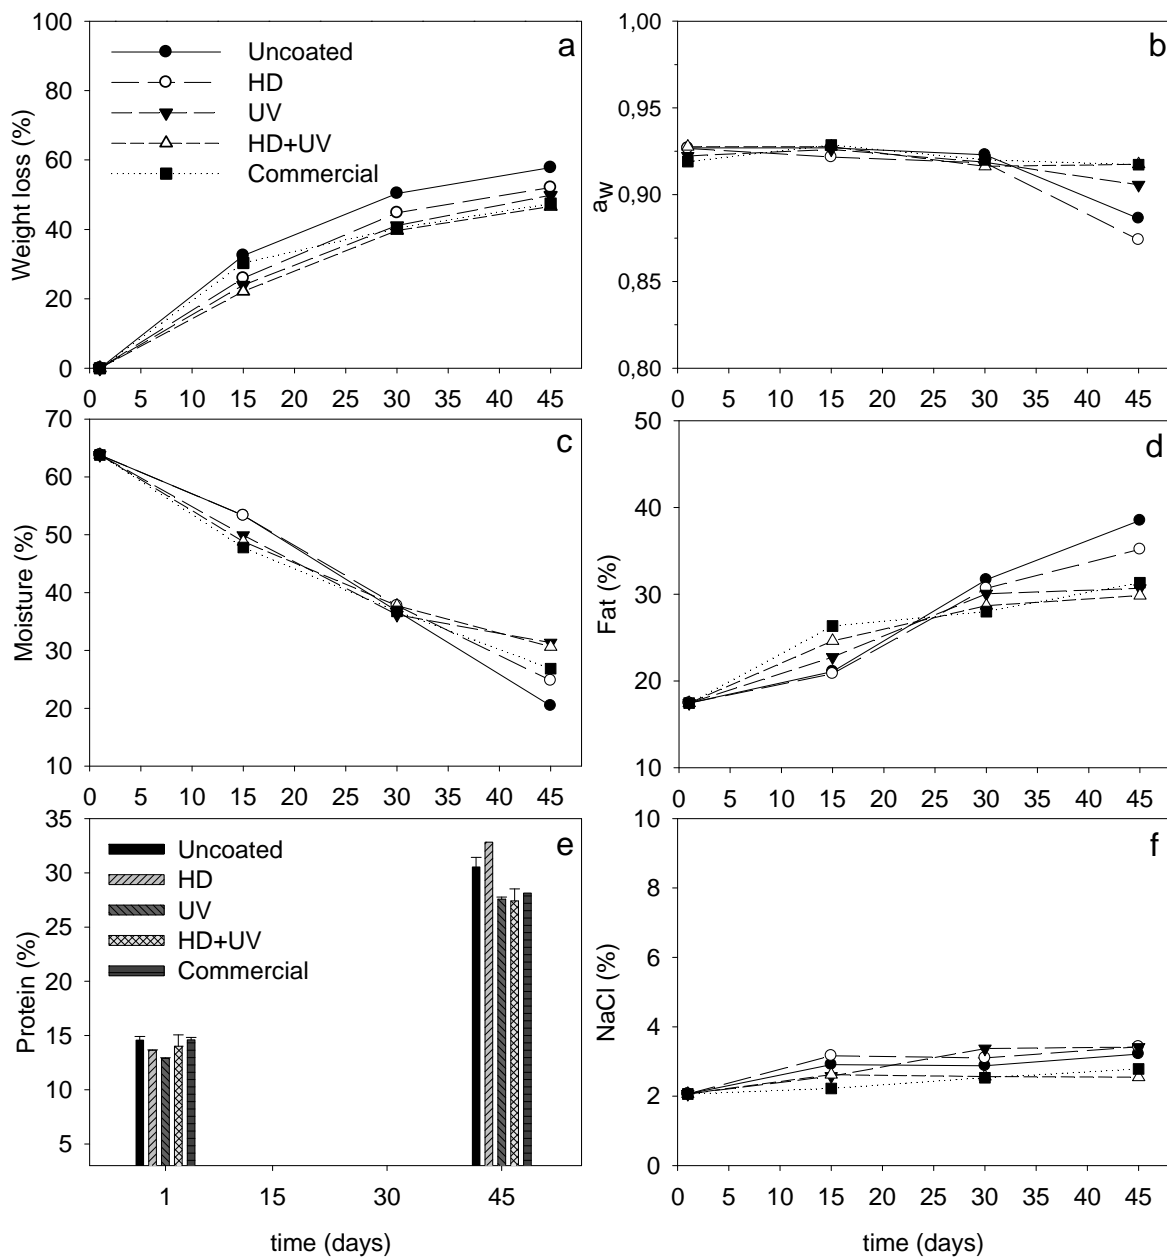 a
Uncoated
HD
UV
HD+UV
Commercial
Weight loss (%)
100
80
60
40
20
0
0 5 10 15 20 25 30 35 40 45
b
aw
1,00
0,95
0,90
0,85
0,80
0 5 10 15 20 25 30 35 40 45
c
Moisture (%)
70
60
50
40
30
20
10
0 5 10 15 20 25 30 35 40 45
d
Fat (%)
50
40
30
20
10
0 5 10 15 20 25 30 35 40 45
e
Uncoated
HD
UV
HD+UV
Commercial
Protein (%)
35
30
25
20
15
10
5
1 15 30 45
time (days)
f
NaCl (%)
10
8
6
4
2
0
0 5 10 15 20 25 30 35 40 45
time (days)